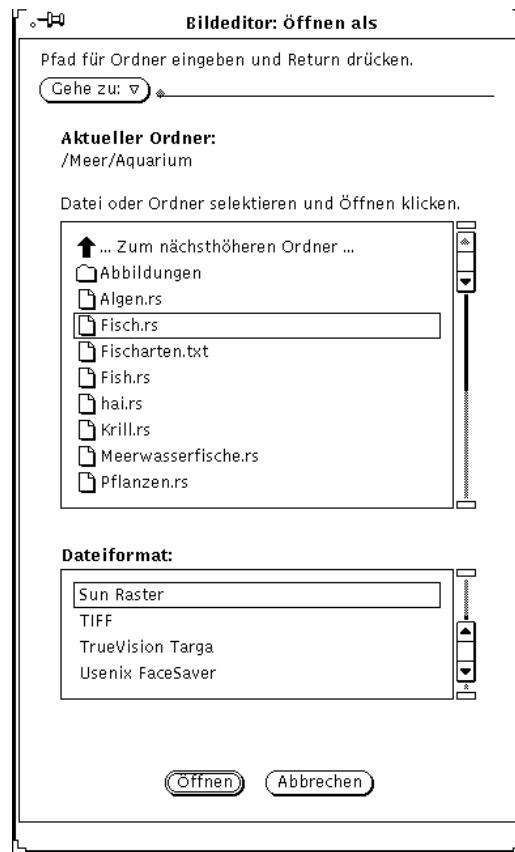 Bildeditor: Öffnen als
Pfad für Ordner eingeben und Return drücken.
Gehe zu:
Aktueller Ordner:
/Meer/Aquarium
Datei oder Ordner selektieren und Öffnen klicken.
... Zum nächsthöheren Ordner ...
Abbildungen
Algen.rs
Fisch.rs
Fischarten.txt
Fish.rs
hai.rs
Krill.rs
Meerwasserfische.rs
Pflanzen.rs
Dateiformat:
Sun Raster
TIFF
TrueVision Targa
Usenix FaceSaver
Öffnen Abbrechen